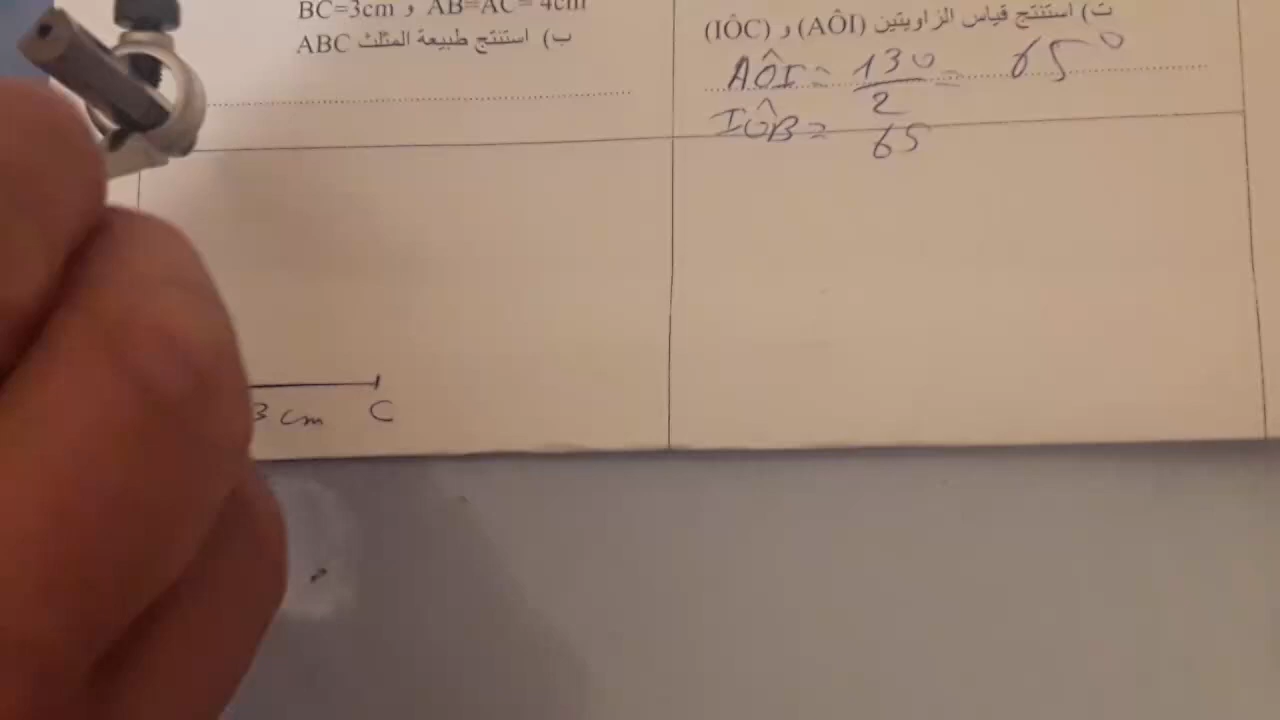 ت) استنتج قياس الزاويتين (AÔI) و (IÔC)
AÔI = 130/2 = 65°
IÔB = 65
BC=3cm و AB=AC= 4cm
ب) استنتج طبيعة المثلث ABC
3 cm C